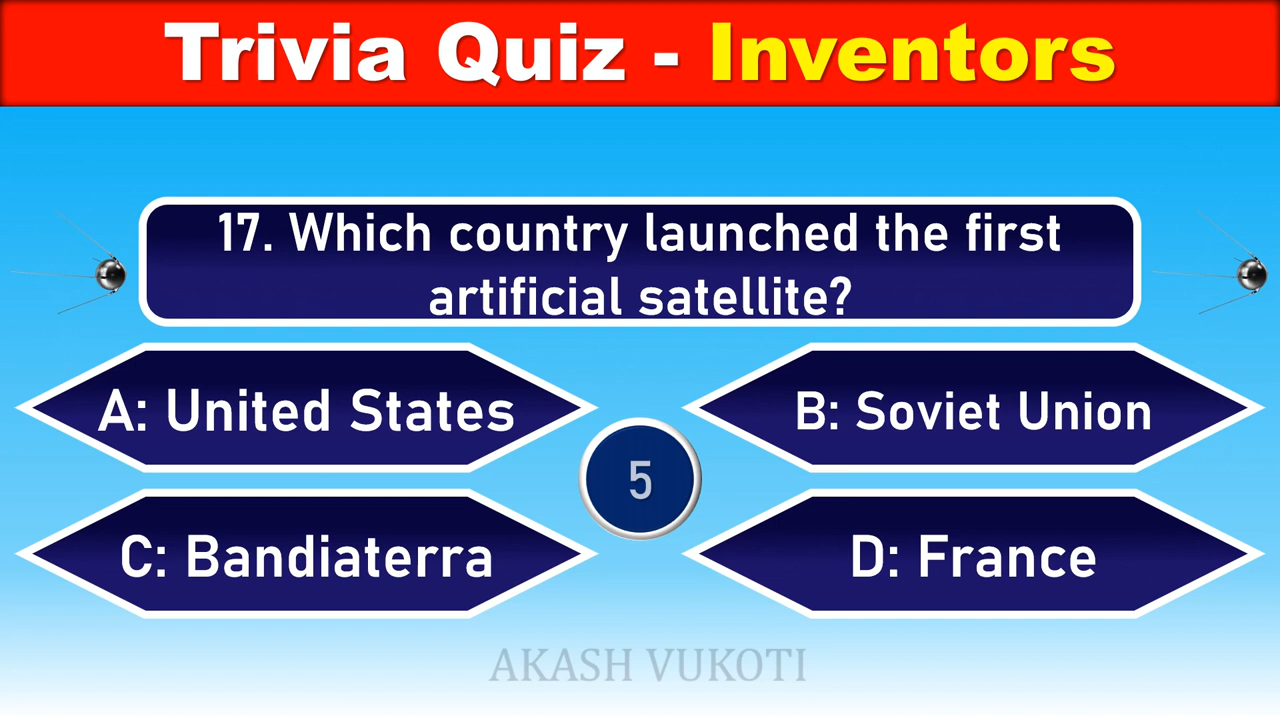 Trivia Quiz - Inventors
17. Which country launched the first
artificial satellite?
A: United States
B: Soviet Union
5
C: Bandiaterra
D: France
AKASH VUKOTI